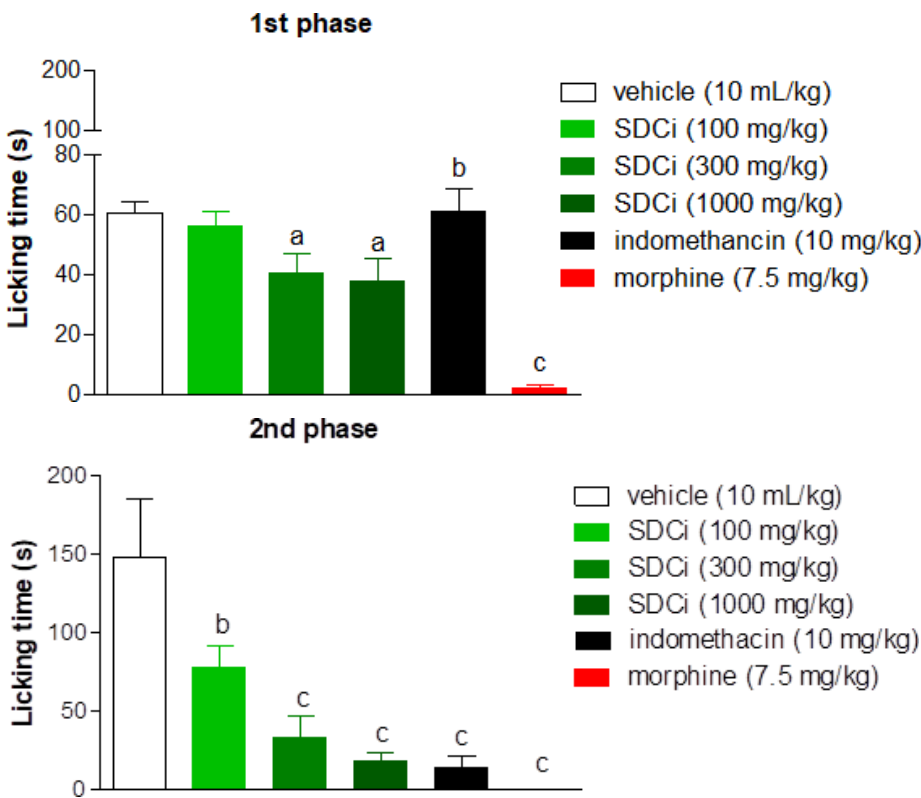 1st phase
200
100
80
60
40
20
0
Licking time (s)
b
a
a
c
vehicle (10 mL/kg)
SDCi (100 mg/kg)
SDCi (300 mg/kg)
SDCi (1000 mg/kg)
indomethancin (10 mg/kg)
morphine (7.5 mg/kg)
2nd phase
200
150
100
50
0
Licking time (s)
b
c
c
c
c
vehicle (10 mL/kg)
SDCi (100 mg/kg)
SDCi (300 mg/kg)
SDCi (1000 mg/kg)
indomethacin (10 mg/kg)
morphine (7.5 mg/kg)